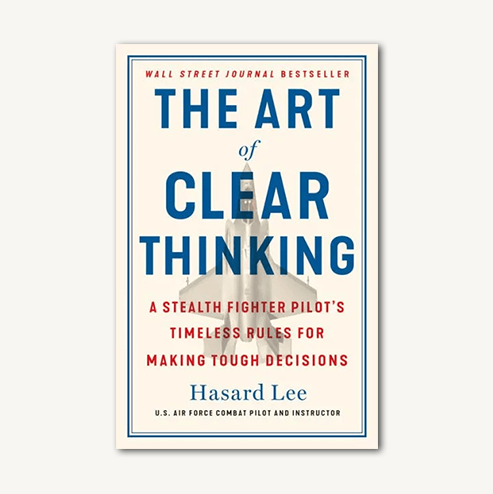 WALL STREET JOURNAL BESTSELLER
THE ART
of
CLEAR
THINKING
A STEALTH FIGHTER PILOT'S
TIMELESS RULES FOR
MAKING TOUGH DECISIONS
Hasard Lee
U.S. AIR FORCE COMBAT PILOT AND INSTRUCTOR